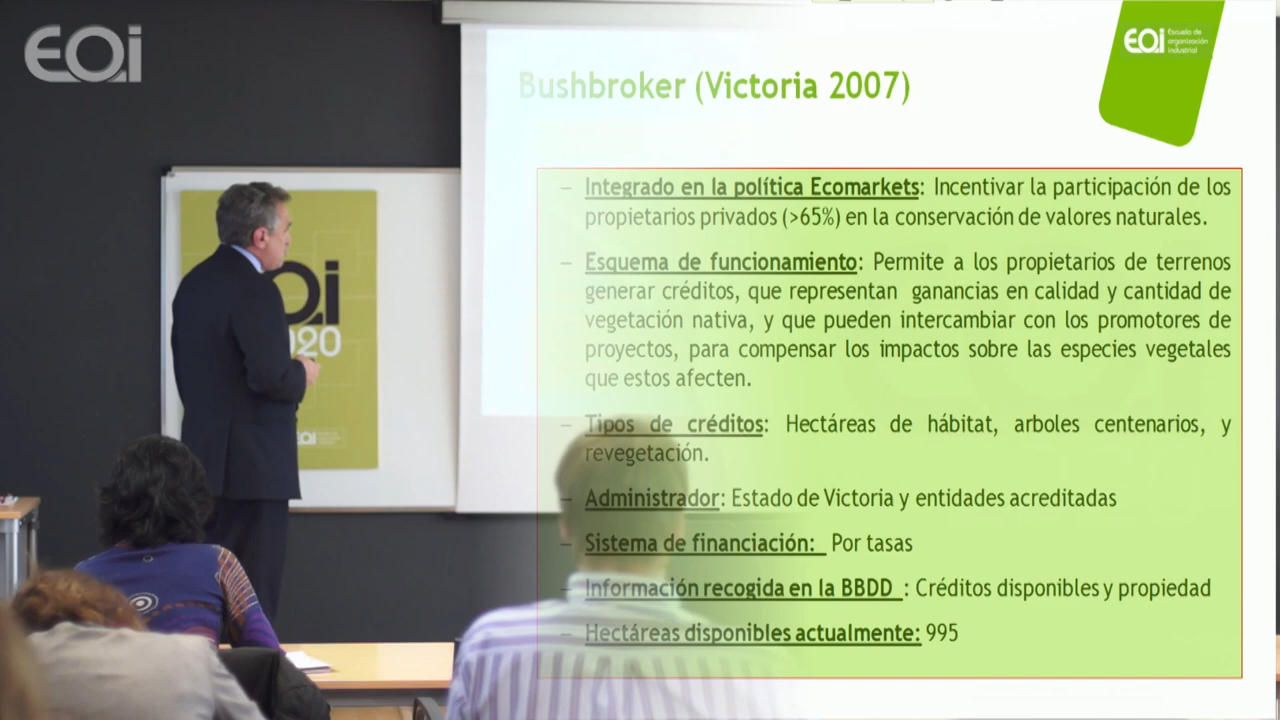 EOi
EOi
Escuela de
organización
industrial
Bushbroker (Victoria 2007)
– Integrado en la política Ecomarkets: Incentivar la participación de los
propietarios privados (>65%) en la conservación de valores naturales.
– Esquema de funcionamiento: Permite a los propietarios de terrenos
generar créditos, que representan ganancias en calidad y cantidad de
vegetación nativa, y que pueden intercambiar con los promotores de
proyectos, para compensar los impactos sobre las especies vegetales
que estos afecten.
– Tipos de créditos: Hectáreas de hábitat, arboles centenarios, y
revegetación.
– Administrador: Estado de Victoria y entidades acreditadas
– Sistema de financiación: Por tasas
– Información recogida en la BBDD : Créditos disponibles y propiedad
– Hectáreas disponibles actualmente: 995
Oi
020
eoi